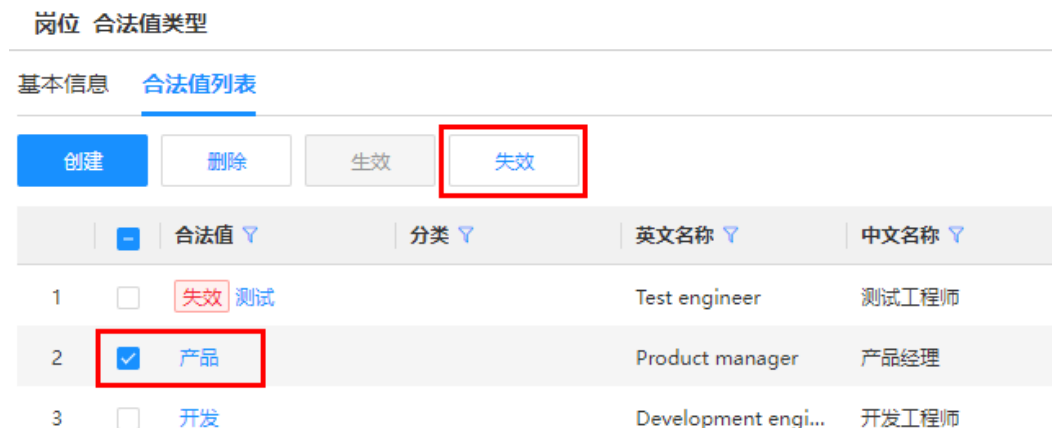 岗位 合法值类型
基本信息 合法值列表
创建 删除 生效 失效
合法值 分类 英文名称 中文名称
1 失效 测试 Test engineer 测试工程师
2 产品 Product manager 产品经理
3 开发 Development engi... 开发工程师